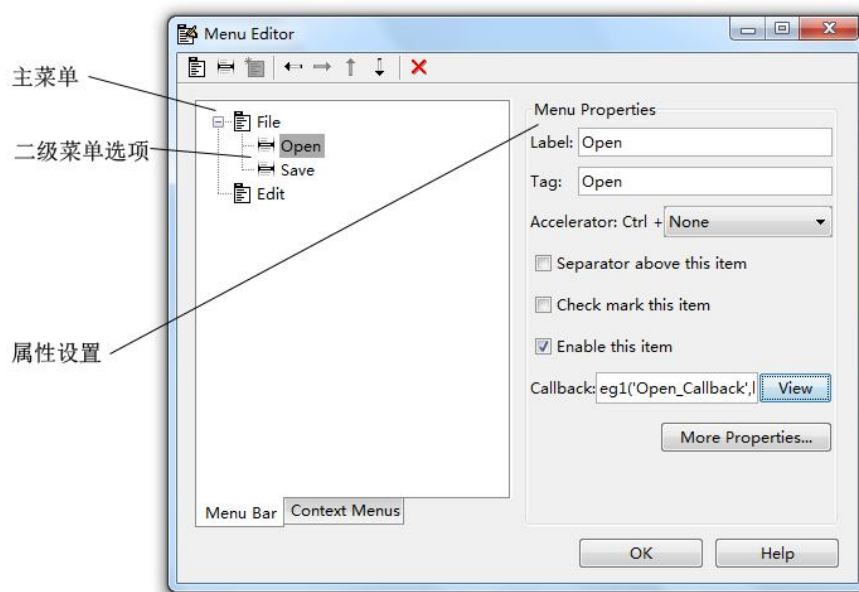 Menu Editor
主菜单
File
Menu Properties
Label: Open
二级菜单选项
Open
Save
Tag: Open
Edit
Accelerator: Ctrl + None
Separator above this item
Check mark this item
属性设置
Enable this item
Callback: eg1('Open_Callback',l View
More Properties...
Menu Bar Context Menus
OK Help